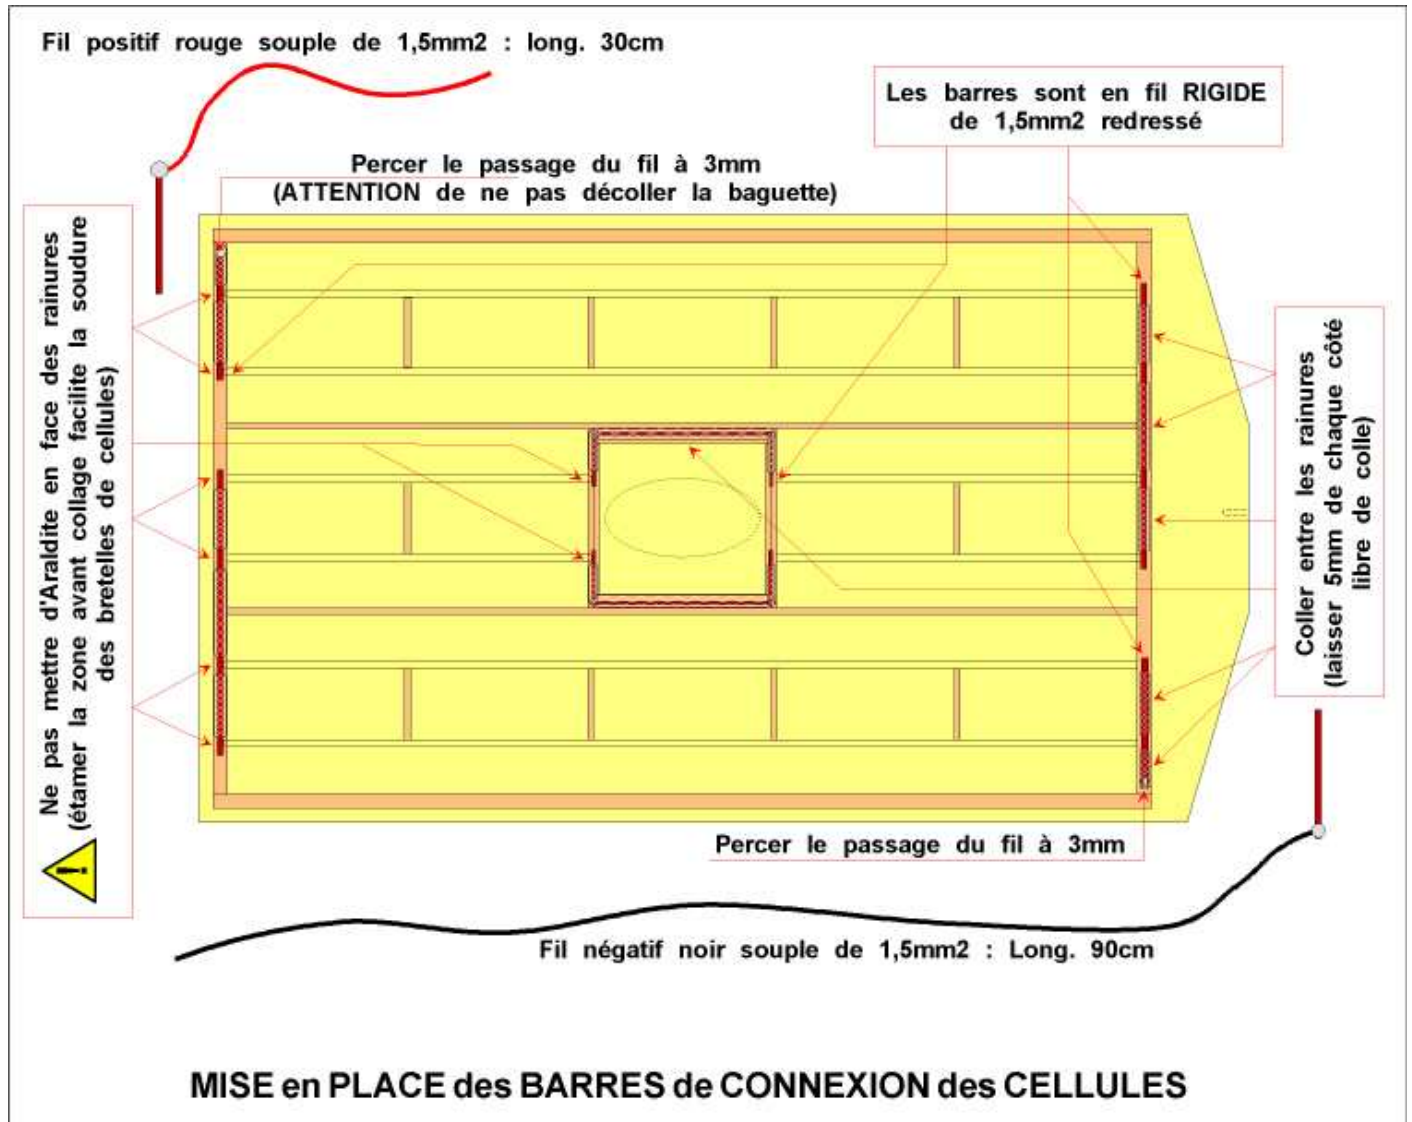 Fil positif rouge souple de 1,5mm2 : long. 30cm
Les barres sont en fil RIGIDE
de 1,5mm2 redressé
Percer le passage du fil à 3mm
(ATTENTION de ne pas décoller la baguette)
Ne pas mettre d'Araldite en face des rainures
(étamer la zone avant collage facilite la soudure
des bretelles de cellules)
Coller entre les rainures
(laisser 5mm de chaque côté
libre de colle)
Percer le passage du fil à 3mm
Fil négatif noir souple de 1,5mm2 : Long. 90cm
MISE en PLACE des BARRES de CONNEXION des CELLULES